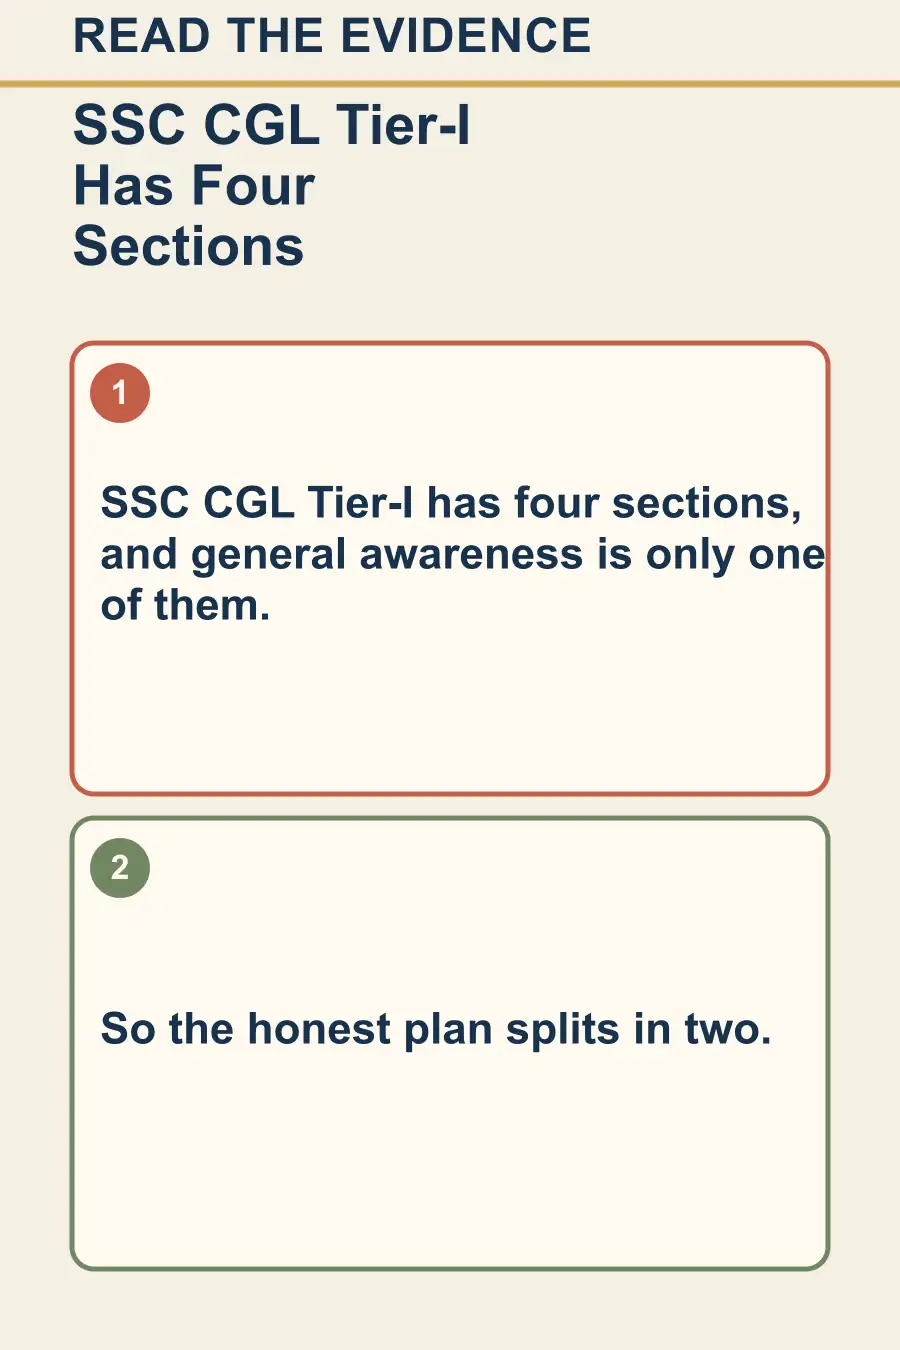 READ THE EVIDENCE
SSC CGL Tier-I
Has Four
Sections
1
SSC CGL Tier-I has four sections,
and general awareness is only one
of them.
2
So the honest plan splits in two.